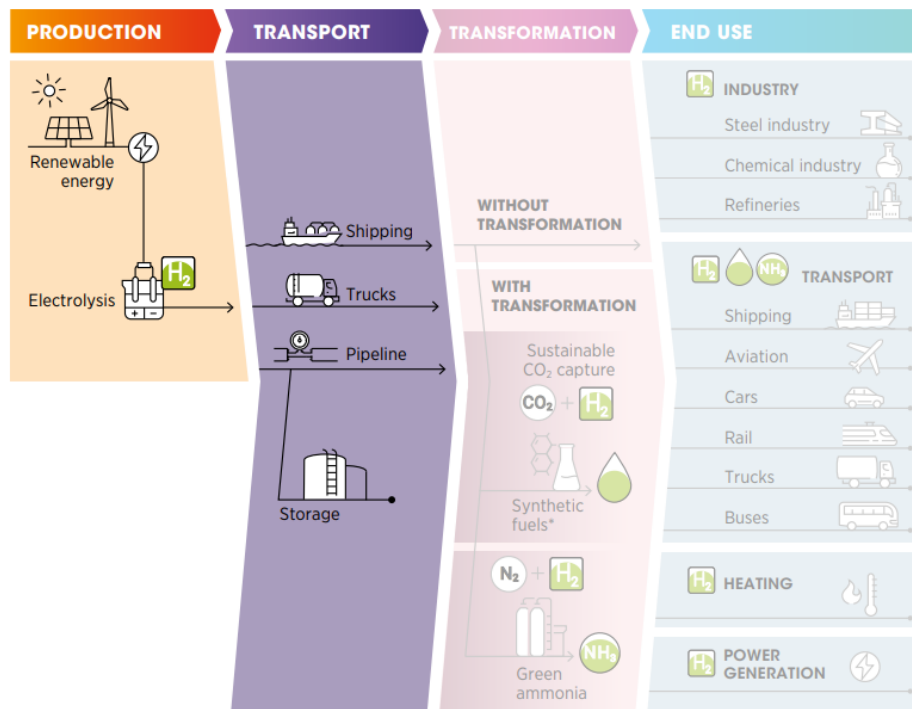 PRODUCTION
TRANSPORT
TRANSFORMATION
END USE
Renewable
energy
Electrolysis
H₂
+ −
Shipping
Trucks
Pipeline
Storage
WITHOUT
TRANSFORMATION
WITH
TRANSFORMATION
Sustainable
CO₂ capture
CO₂ + H₂
Synthetic
fuels*
N₂ + H₂
NH₃
Green
ammonia
H₂ INDUSTRY
Steel industry
Chemical industry
Refineries
H₂ NH₃ TRANSPORT
Shipping
Aviation
Cars
Rail
Trucks
Buses
H₂ HEATING
H₂ POWER
GENERATION